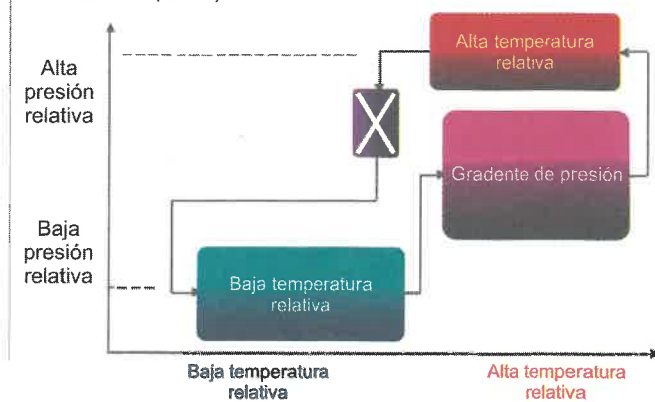 Alta
presión
relativa
Alta temperatura
relativa
Gradente de presión
Baja
presión
relativa
Baja temperatura
relativa
Baja temperatura
relativa
Alta temperatura
relativa